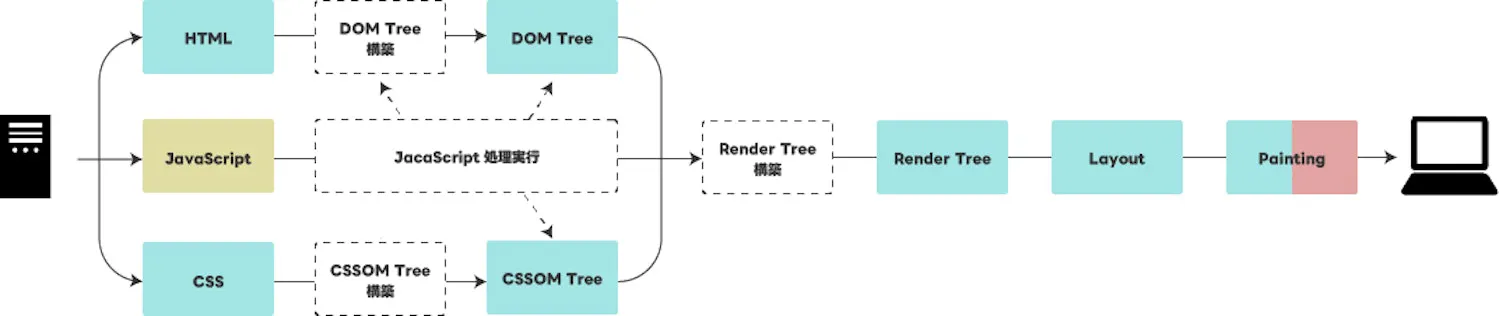 HTML
DOM Tree
構築
DOM Tree
JavaScript
JacaScript 処理実行
CSS
CSSOM Tree
構築
CSSOM Tree
Render Tree
構築
Render Tree
Layout
Painting